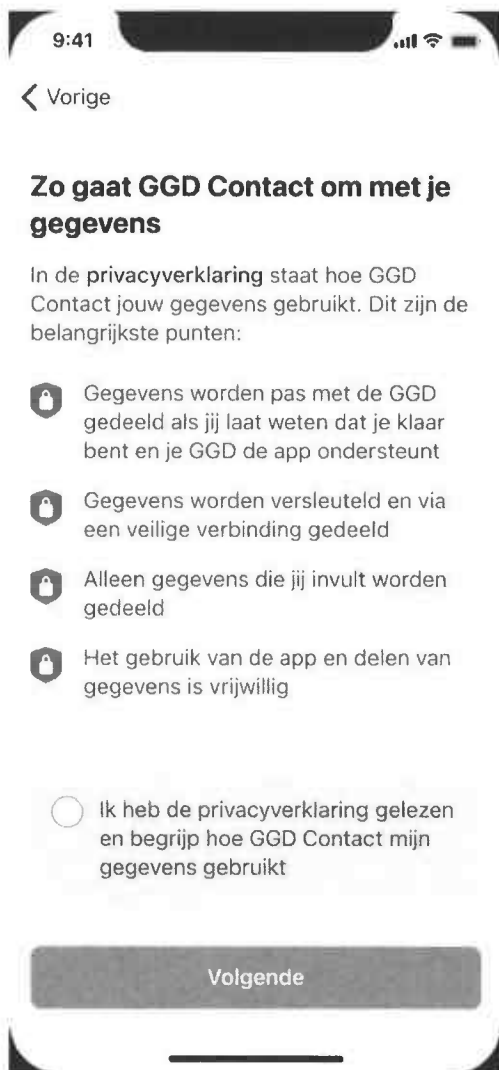 9:41
Vorige
Zo gaat GGD Contact om met je
gegevens
In de privacyverklaring staat hoe GGD
Contact jouw gegevens gebruikt. Dit zijn de
belangrijkste punten:
Gegevens worden pas met de GGD
gedeeld als jij laat weten dat je klaar
bent en je GGD de app ondersteunt
Gegevens worden versleuteld en via
een veilige verbinding gedeeld
Alleen gegevens die jij invult worden
gedeeld
Het gebruik van de app en delen van
gegevens is vrijwillig
Ik heb de privacyverklaring gelezen
en begrijp hoe GGD Contact mijn
gegevens gebruikt
Volgende